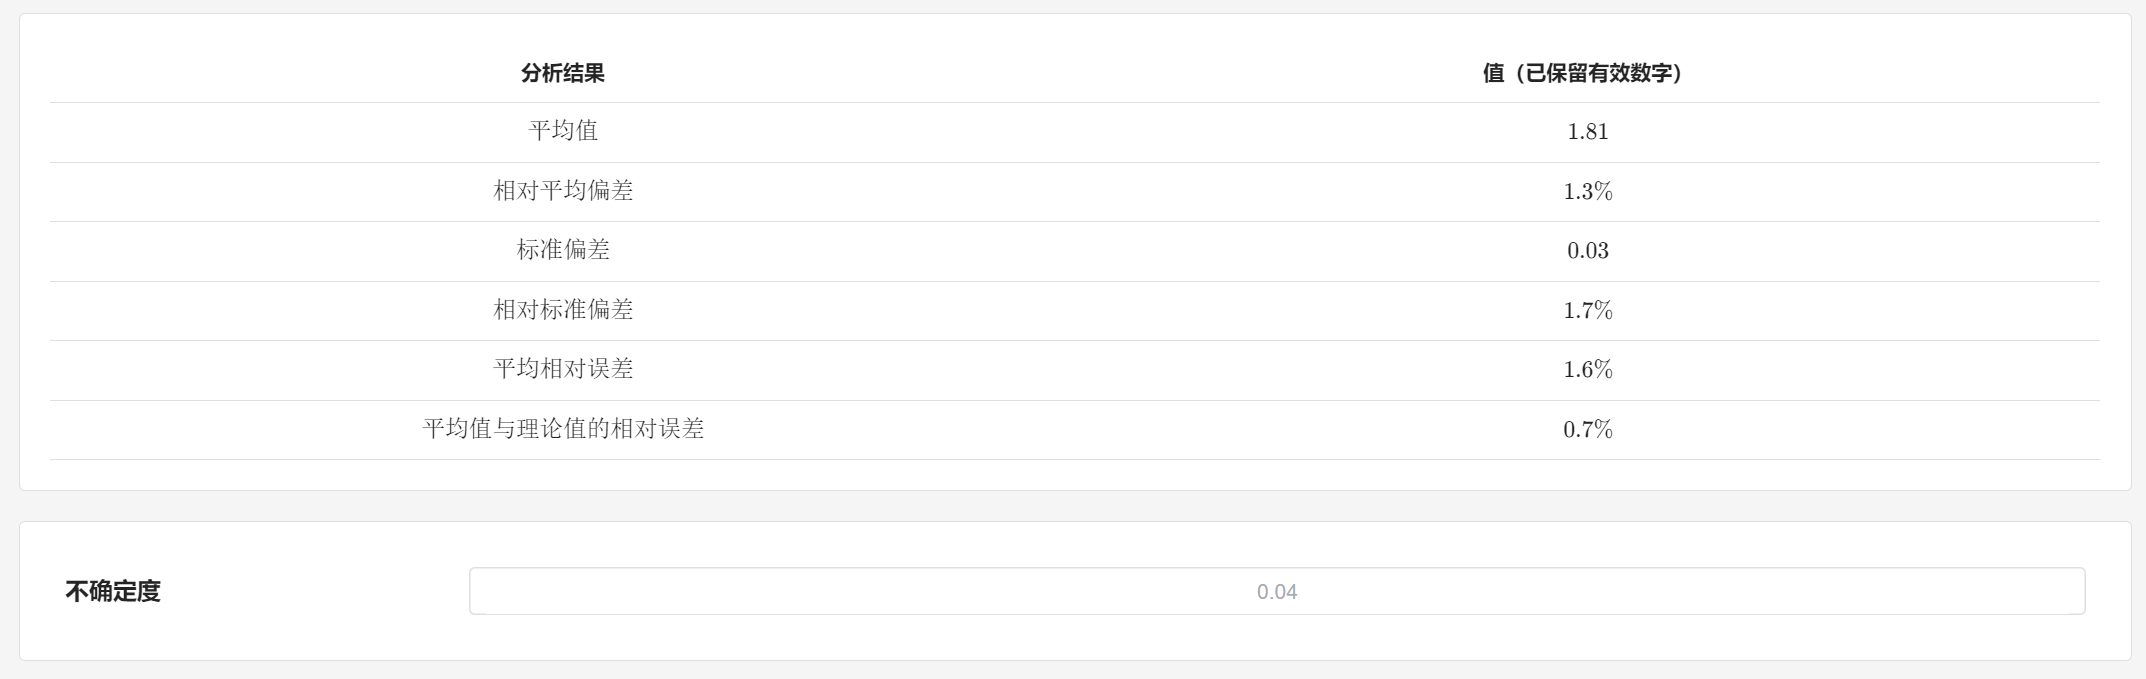 分析结果 值（已保留有效数字）
平均值 1.81
相对平均偏差 1.3%
标准偏差 0.03
相对标准偏差 1.7%
平均相对误差 1.6%
平均值与理论值的相对误差 0.7%
不确定度 0.04